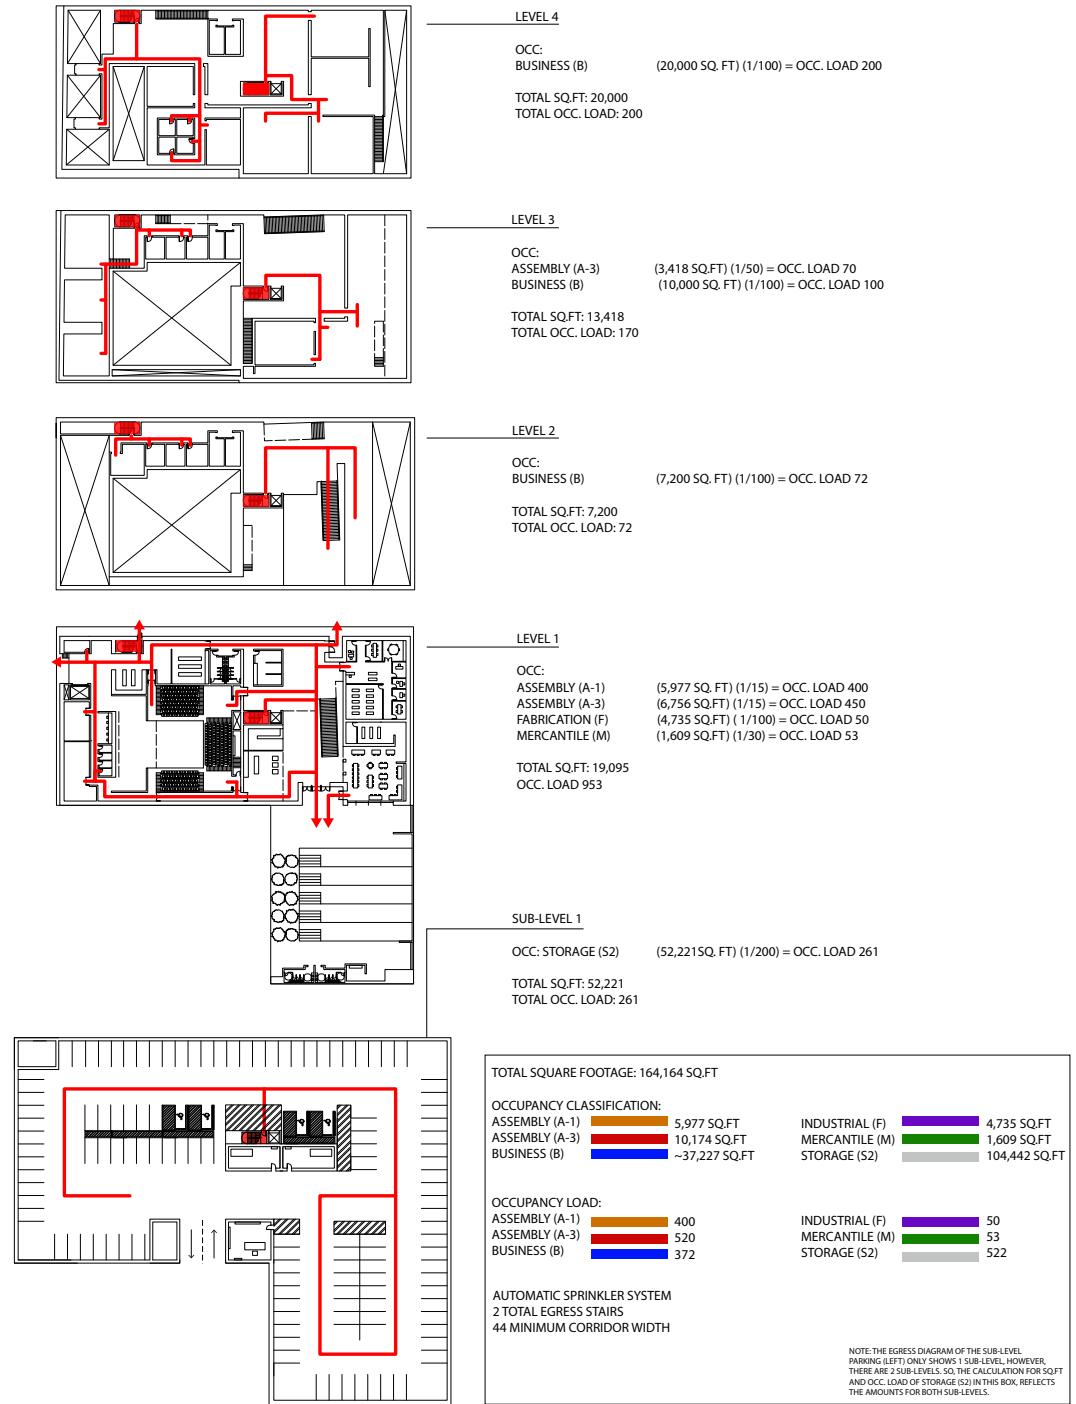 LEVEL 4
OCC:
BUSINESS (B) (20,000 SQ. FT) (1/100) = OCC. LOAD 200
TOTAL SQ.FT: 20,000
TOTAL OCC. LOAD: 200
LEVEL 3
OCC:
ASSEMBLY (A-3) (3,418 SQ.FT) (1/50) = OCC. LOAD 70
BUSINESS (B) (10,000 SQ. FT) (1/100) = OCC. LOAD 100
TOTAL SQ.FT: 13,418
TOTAL OCC. LOAD: 170
LEVEL 2
OCC:
BUSINESS (B) (7,200 SQ. FT) (1/100) = OCC. LOAD 72
TOTAL SQ.FT: 7,200
TOTAL OCC. LOAD: 72
LEVEL 1
OCC:
ASSEMBLY (A-1) (5,977 SQ. FT) (1/15) = OCC. LOAD 400
ASSEMBLY (A-3) (6,756 SQ. FT) (1/15) = OCC. LOAD 450
FABRICATION (F) (4,735 SQ.FT) ( 1/100) = OCC. LOAD 50
MERCANTILE (M) (1,609 SQ.FT) (1/30) = OCC. LOAD 53
TOTAL SQ.FT: 19,095
OCC. LOAD 953
SUB-LEVEL 1
OCC: STORAGE (S2) (52,221SQ. FT) (1/200) = OCC. LOAD 261
TOTAL SQ.FT: 52,221
TOTAL OCC. LOAD: 261
TOTAL SQUARE FOOTAGE: 164,164 SQ.FT
OCCUPANCY CLASSIFICATION:
ASSEMBLY (A-1) 5,977 SQ.FT
ASSEMBLY (A-3) 10,174 SQ.FT
BUSINESS (B) ~37,227 SQ.FT
INDUSTRIAL (F) 4,735 SQ.FT
MERCANTILE (M) 1,609 SQ.FT
STORAGE (S2) 104,442 SQ.FT
OCCUPANCY LOAD:
ASSEMBLY (A-1) 400
ASSEMBLY (A-3) 520
BUSINESS (B) 372
INDUSTRIAL (F) 50
MERCANTILE (M) 53
STORAGE (S2) 522
AUTOMATIC SPRINKLER SYSTEM
2 TOTAL EGRESS STAIRS
44 MINIMUM CORRIDOR WIDTH
NOTE: THE EGRESS DIAGRAM OF THE SUB-LEVEL
PARKING (LEFT) ONLY SHOWS 1 SUB-LEVEL, HOWEVER,
THERE ARE 2 SUB-LEVELS. SO, THE CALCULATION FOR SQ.FT
AND OCC. LOAD OF STORAGE (S2) IN THIS BOX, REFLECTS
THE AMOUNTS FOR BOTH SUB-LEVELS.